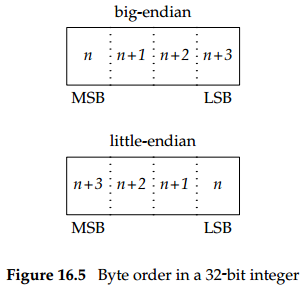 big-endian
n n+1 n+2 n+3
MSB LSB
little-endian
n+3 n+2 n+1 n
MSB LSB
Figure 16.5 Byte order in a 32-bit integer